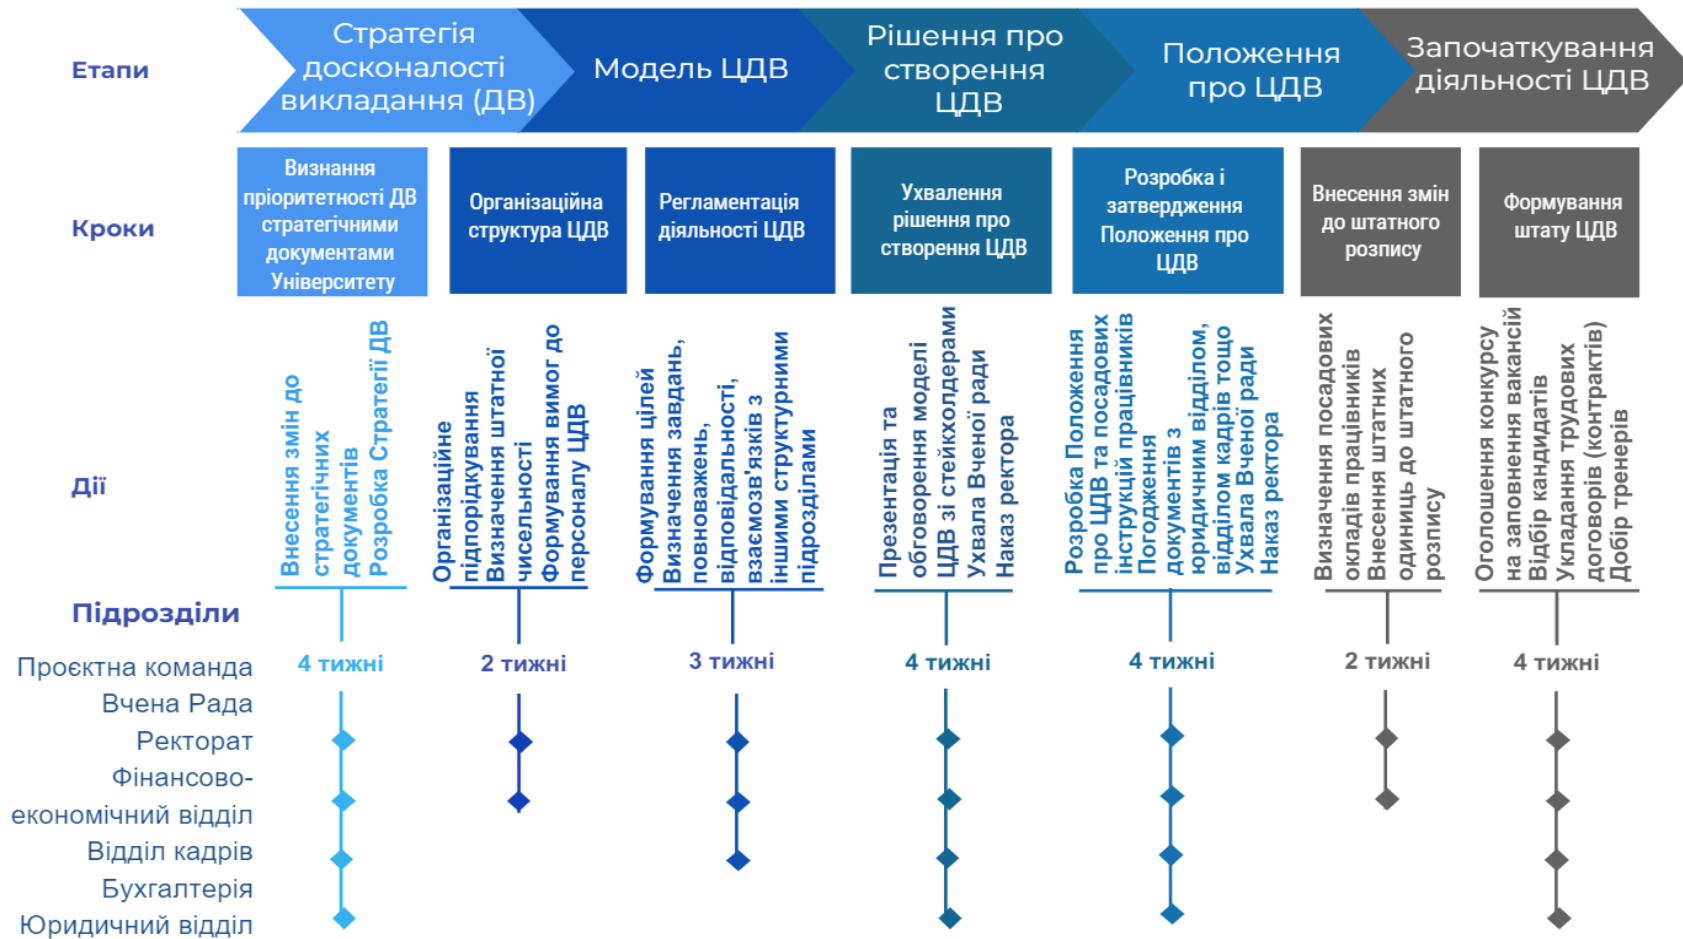 Етапи
Стратегія
досконалості
викладання (ДВ)
Модель ЦДВ
Рішення про
створення
ЦДВ
Положення
про ЦДВ
Започаткування
діяльності ЦДВ
Кроки
Визнання
пріоритетності ДВ
стратегічними
документами
Університету
Організаційна
структура ЦДВ
Регламентація
діяльності ЦДВ
Ухвалення
рішення про
створення ЦДВ
Розробка і
затвердження
Положення про
ЦДВ
Внесення змін
до штатного
розпису
Формування
штату ЦДВ
Дії
Внесення змін до
стратегічних
документів
Розробка Стратегії ДВ
Організаційне
підпорідкування
Визначення штатної
чисельності
Формування вимог до
персоналу ЦДВ
Формування цілей
Визначення завдань,
повноважень,
відповідальності,
взаємозв'язків з
іншими структурними
підрозділами
Презентація та
обговорення моделі
ЦДВ зі стейкхолдерами
Ухвала Вченої ради
Наказ ректора
Розробка Положення
про ЦДВ та посадових
інструкцій працівників
Погодження
документів з
юридичним відділом,
відділом кадрів тощо
Ухвала Вченої ради
Наказ ректора
Визначення посадових
окладів працівників
Внесення штатних
одиниць до штатного
розпису
Оголошення конкурсу
на заповнення вакансій
Відбір кандидатів
Укладання трудових
договорів (контрактів)
Добір тренерів
Підрозділи
4 тижні
2 тижні
3 тижні
4 тижні
4 тижні
2 тижні
4 тижні
Проєктна команда
Вчена Рада
Ректорат
Фінансово-
економічний відділ
Відділ кадрів
Бухгалтерія
Юридичний відділ